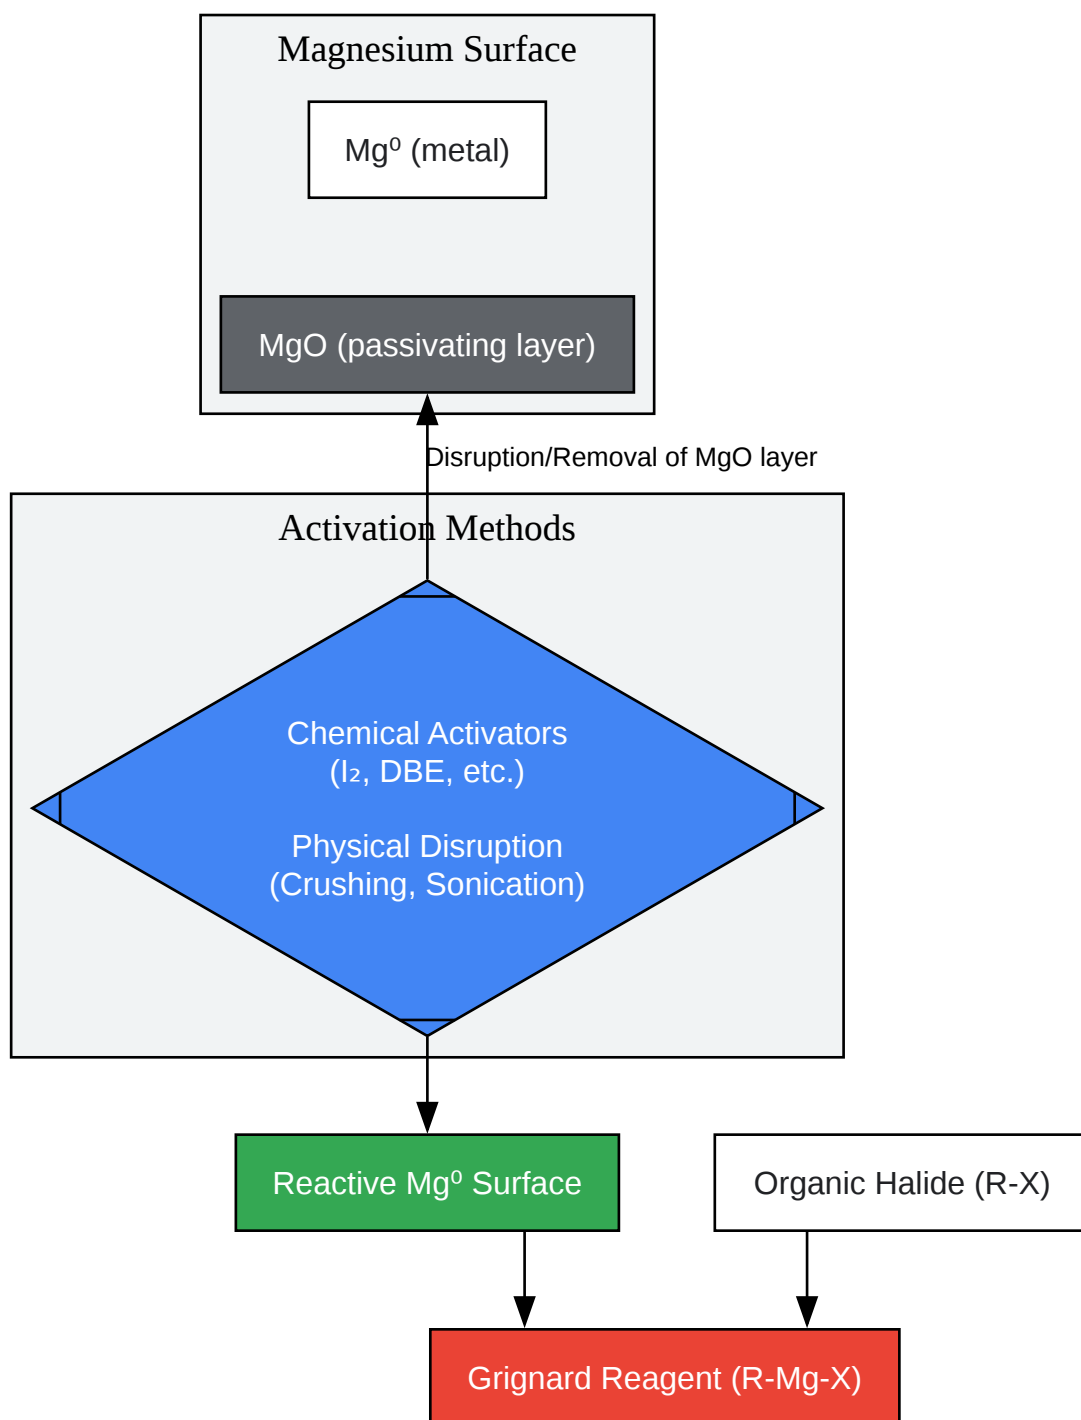 Magnesium Surface
Mg⁰ (metal)
MgO (passivating layer)
Disruption/Removal of MgO layer
Activation Methods
Chemical Activators
(I₂, DBE, etc.)
Physical Disruption
(Crushing, Sonication)
Reactive Mg⁰ Surface
Organic Halide (R-X)
Grignard Reagent (R-Mg-X)